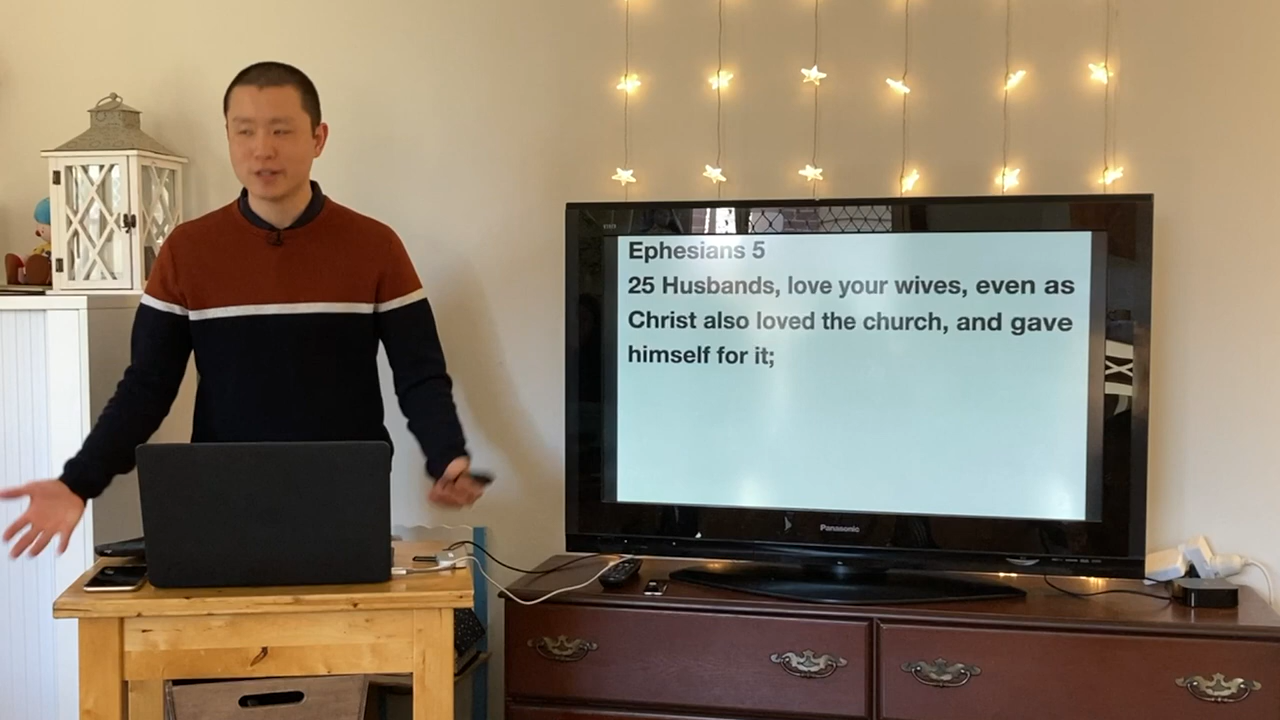 Ephesians 5
25 Husbands, love your wives, even as
Christ also loved the church, and gave
himself for it;
Panasonic